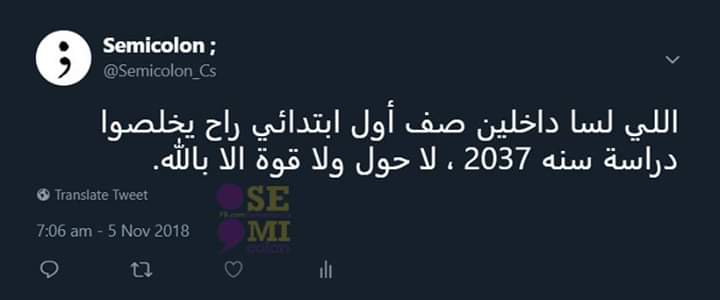 Semicolon ;
@Semicolon_Cs
اللي لسا داخلين صف أول ابتدائي راح يخلصوا
دراسة سنه 2037 ، لا حول ولا قوة الا بالله.
Translate Tweet
SE
MI
colon
7:06 am - 5 Nov 2018